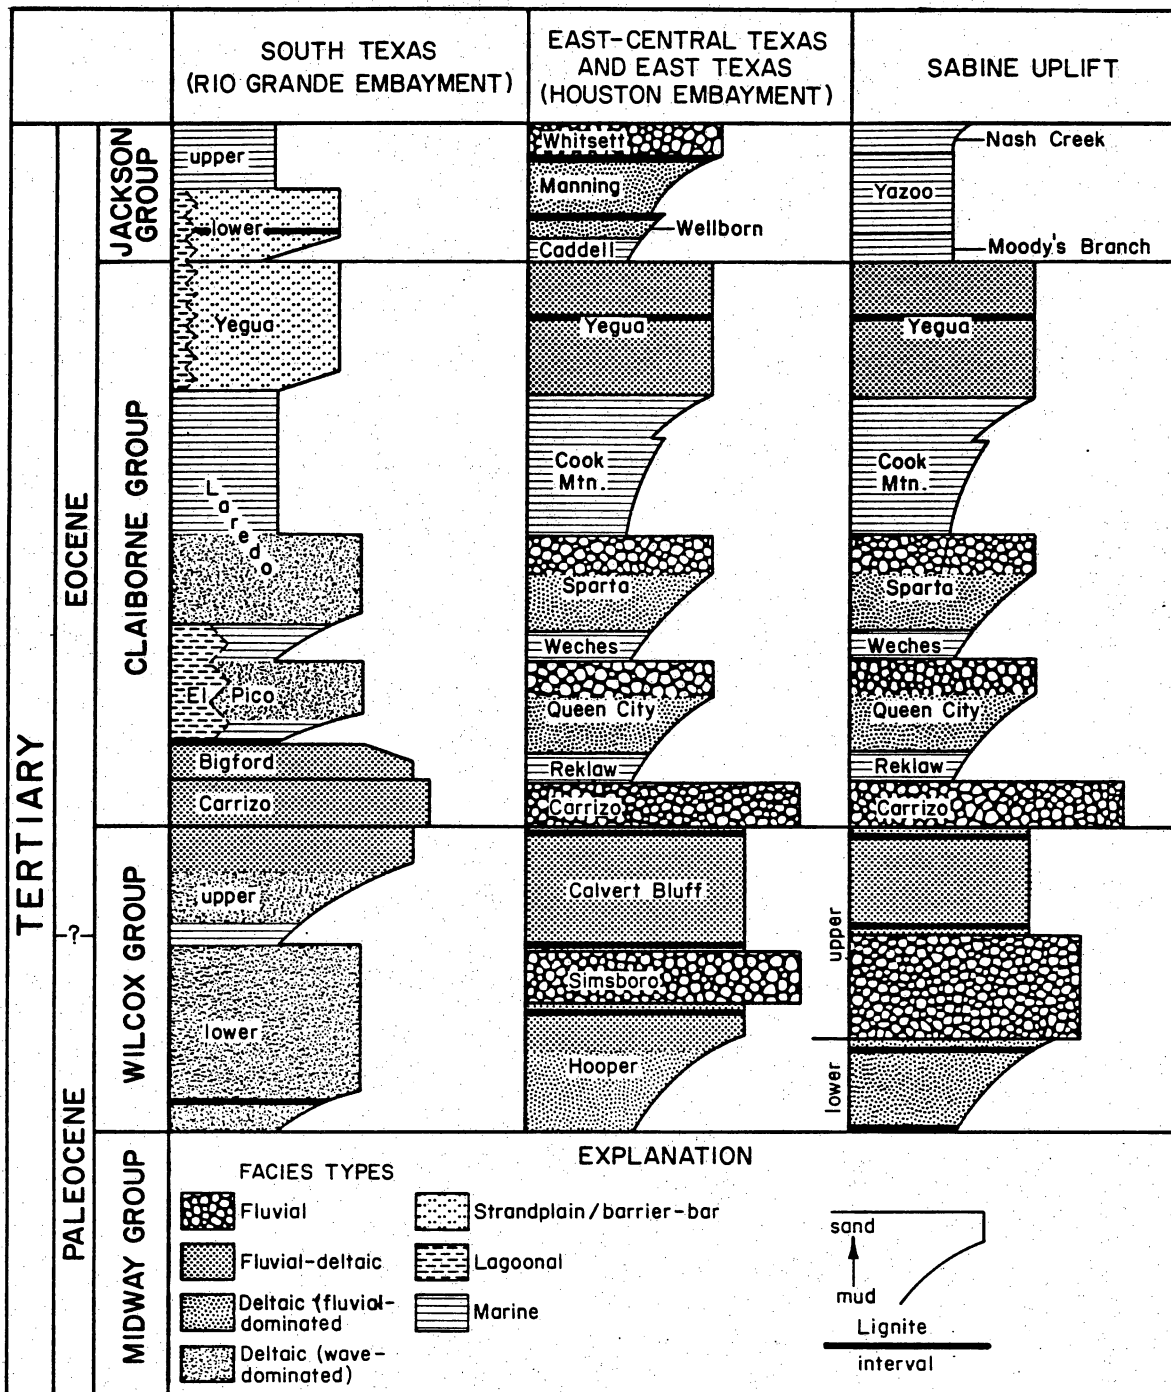 SOUTH TEXAS
(RIO GRANDE EMBAYMENT)
EAST-CENTRAL TEXAS
AND EAST TEXAS
(HOUSTON EMBAYMENT)
SABINE UPLIFT
TERTIARY
EOCENE
-?-
PALEOCENE
JACKSON
GROUP
CLAIBORNE GROUP
WILCOX GROUP
MIDWAY GROUP
upper
lower
Yegua
Laredo
El Pico
Bigford
Carrizo
upper
lower
Whitsett
Manning
Wellborn
Caddell
Yegua
Cook
Mtn.
Sparta
Weches
Queen City
Reklaw
Carrizo
Calvert Bluff
Simsboro
Hooper
Nash Creek
Yazoo
Moody's Branch
Yegua
Cook
Mtn.
Sparta
Weches
Queen City
Reklaw
Carrizo
upper
lower
EXPLANATION
FACIES TYPES
Fluvial
Fluvial-deltaic
Deltaic (fluvial-
dominated
Deltaic (wave-
dominated)
Strandplain/barrier-bar
Lagoonal
Marine
sand
mud
Lignite
interval